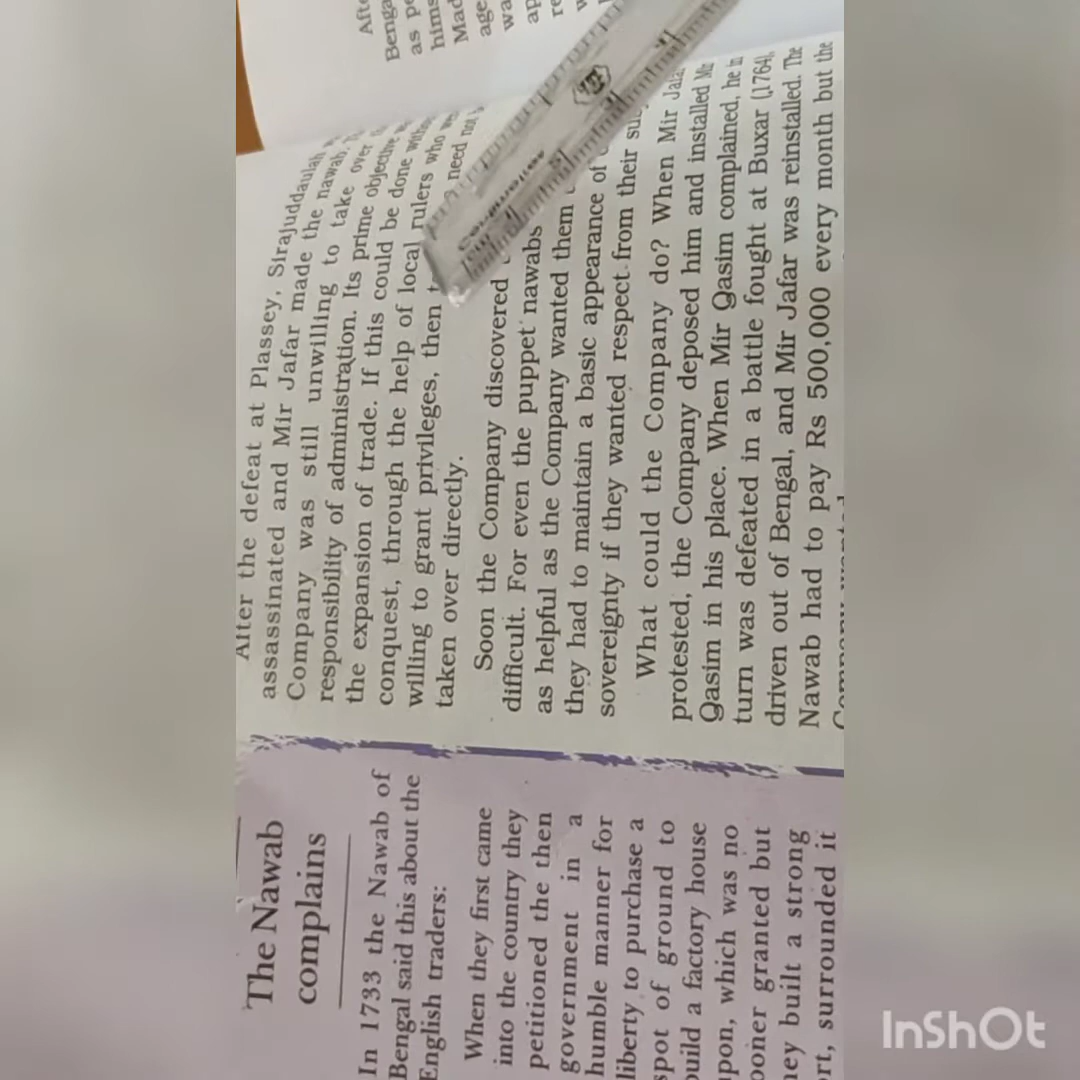 The Nawab
complains
In 1733 the Nawab of
Bengal said this about the
English traders:
When they first came
into the country they
petitioned the then
government in a
humble manner for
liberty to purchase a
spot of ground to
build a factory house
upon, which was no
sooner granted but
they built a strong
surrounded it
After the defeat at Plassey, Sirajuddaulah
assassinated and Mir Jafar made the nawab.
Company was still unwilling to take over
responsibility of administration. Its prime objective
the expansion of trade. If this could be done
conquest, through the help of local rulers who
willing to grant privileges, then need not
taken over directly.
Soon the Company discovered
difficult. For even the puppet nawabs
as helpful as the Company wanted them
they had to maintain a basic appearance of
sovereignty if they wanted respect from their
What could the Company do? When Mir
protested, the Company deposed him and installed Mir
Qasim in his place. When Mir Qasim complained, he in
turn was defeated in a battle fought at Buxar (1764),
driven out of Bengal, and Mir Jafar was reinstalled. The
Nawab had to pay Rs 500,000 every month but the
InShOt